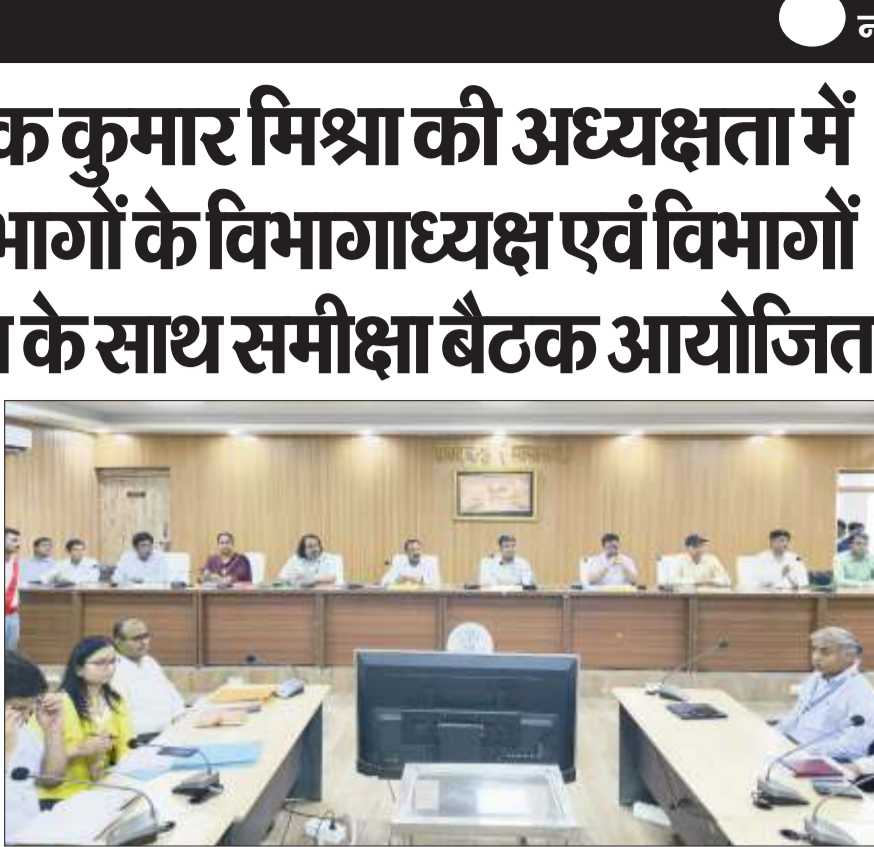 क कुमार मिश्रा की अध्यक्षता में
भागों के विभागाध्यक्ष एवं विभागों
के साथ समीक्षा बैठक आयोजित